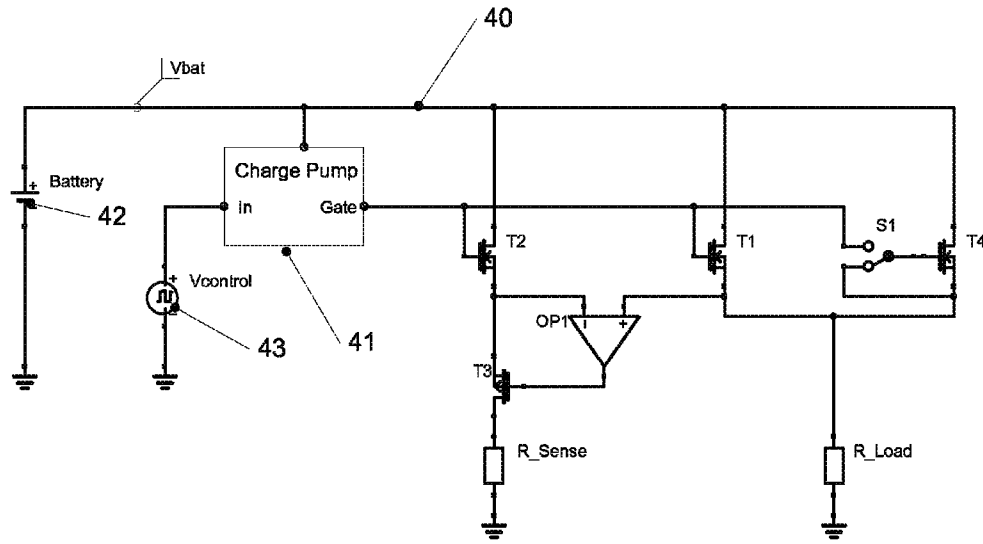 40
Vbat
Battery
42
Charge Pump
In
Gate
Vcontrol
43
41
T2
T1
S1
T4
OP1
-
+
T3
R_Sense
R_Load